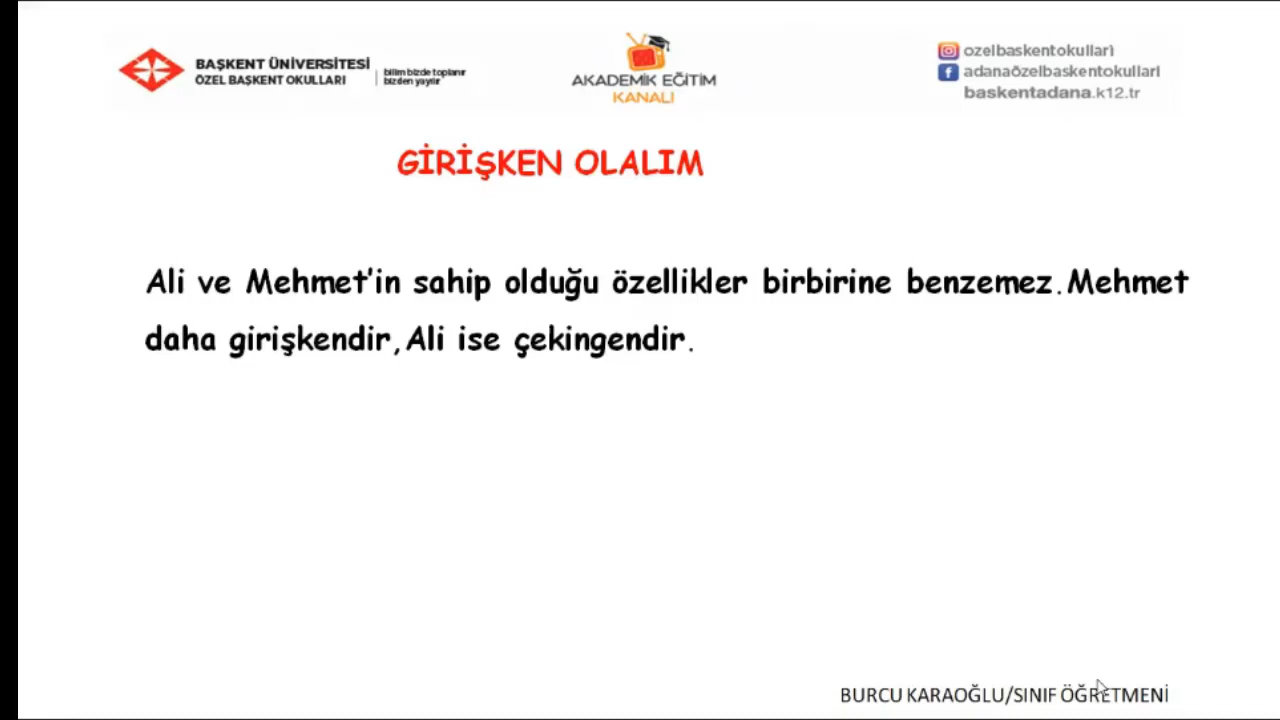 BAŞKENT ÜNİVERSİTESİ
ÖZEL BAŞKENT OKULLARI
bilim bizde toplanır
bizden yayılır
AKADEMİK EĞİTİM
KANALI
ozelbaskentokullari
adanaözelbaskentokullari
baskentadana.k12.tr
GİRİŞKEN OLALIM
Ali ve Mehmet'in sahip olduğu özellikler birbirine benzemez.Mehmet
daha girişkendir,Ali ise çekingendir.
BURCU KARAOĞLU/SINIF ÖĞRETMENİ